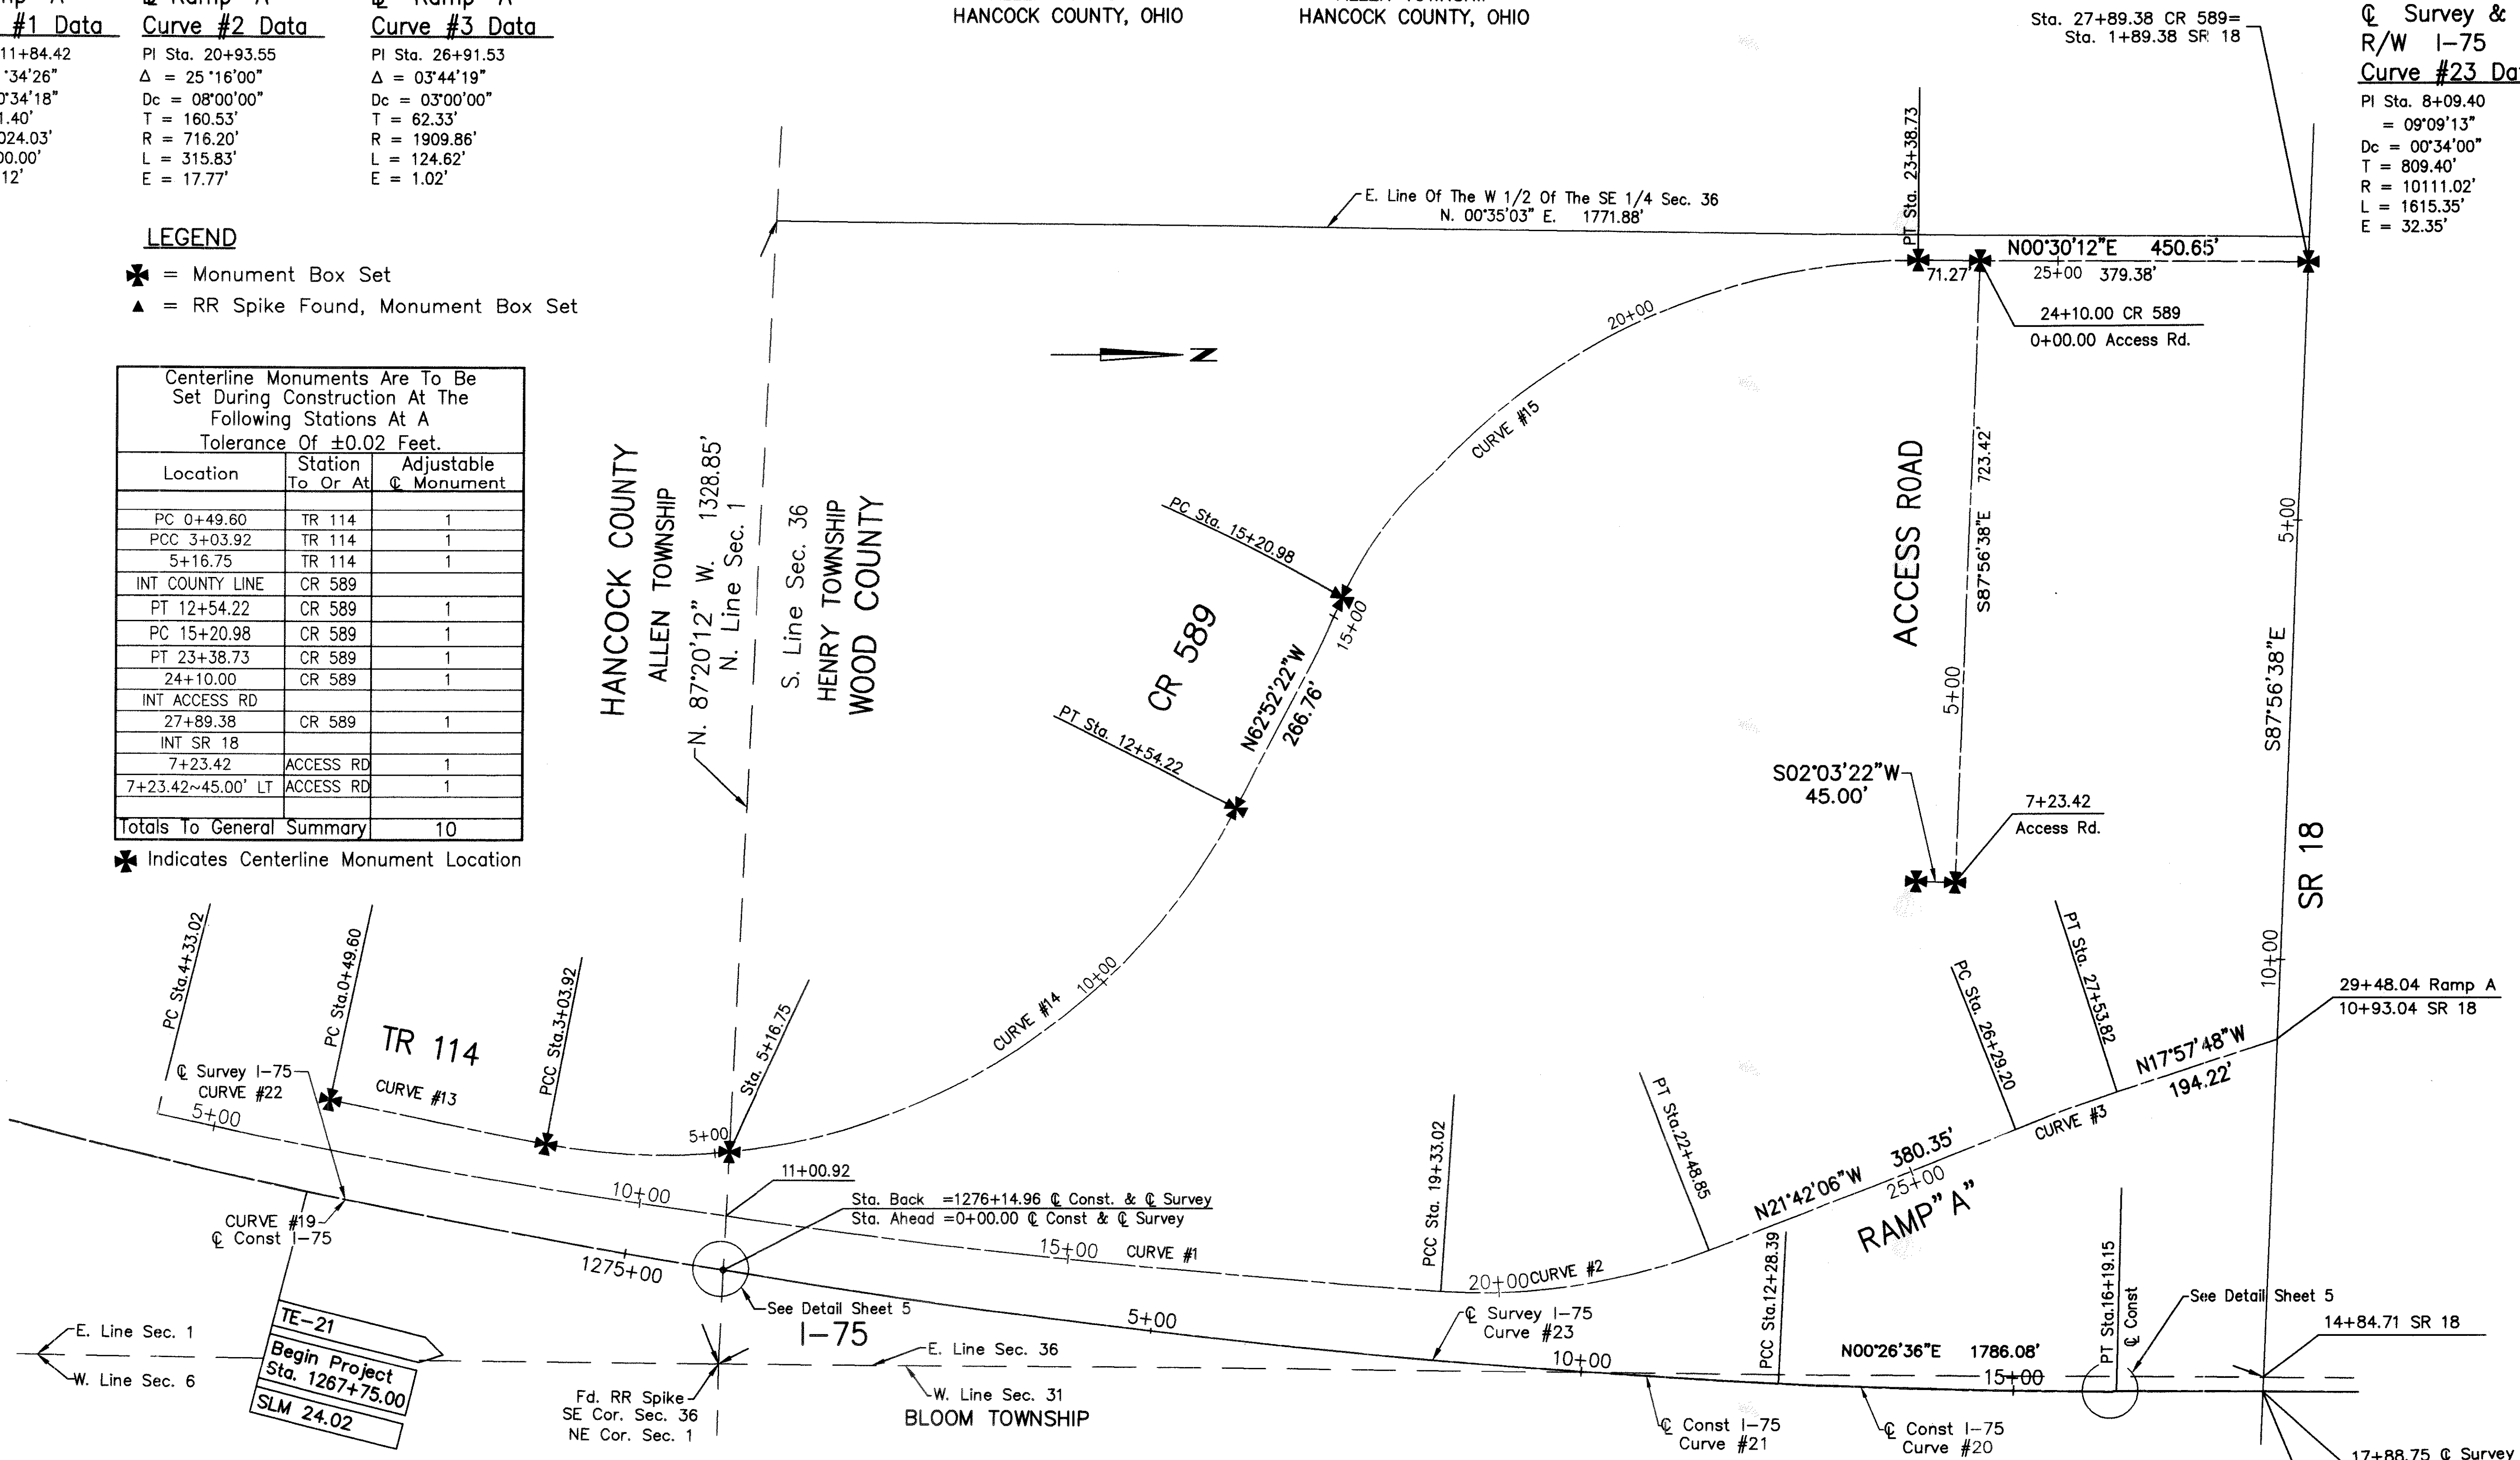 #1 Data
11+84.42
°34'26"
0°34'18"
1.40'
024.03'
00.00'
12'
℄ Ramp "A"
Curve #2 Data
PI Sta. 20+93.55
Δ = 25°16'00"
Dc = 08°00'00"
T = 160.53'
R = 716.20'
L = 315.83'
E = 17.77'
℄ Ramp "A"
Curve #3 Data
PI Sta. 26+91.53
Δ = 03°44'19"
Dc = 03°00'00"
T = 62.33'
R = 1909.86'
L = 124.62'
E = 1.02'
HANCOCK COUNTY, OHIO
ALLEN TOWNSHIP
HANCOCK COUNTY, OHIO
Sta. 27+89.38 CR 589=
Sta. 1+89.38 SR 18
℄ Survey &
R/W I-75
Curve #23 Da
PI Sta. 8+09.40
= 09°09'13"
Dc = 00°34'00"
T = 809.40'
R = 10111.02'
L = 1615.35'
E = 32.35'
LEGEND
= Monument Box Set
▲ = RR Spike Found, Monument Box Set
Centerline Monuments Are To Be
Set During Construction At The
Following Stations At A
Tolerance Of ±0.02 Feet.
Location Station To Or At Adjustable ℄ Monument
PC 0+49.60 TR 114 1
PCC 3+03.92 TR 114 1
5+16.75 TR 114 1
INT COUNTY LINE CR 589
PT 12+54.22 CR 589 1
PC 15+20.98 CR 589 1
PT 23+38.73 CR 589 1
24+10.00 CR 589 1
INT ACCESS RD
27+89.38 CR 589 1
INT SR 18
7+23.42 ACCESS RD 1
7+23.42~45.00' LT ACCESS RD 1
Totals To General Summary 10
Indicates Centerline Monument Location
E. Line Of The W 1/2 Of The SE 1/4 Sec. 36
N. 00°35'03" E. 1771.88'
PT Sta. 23+38.73
N00°30'12"E 450.65'
71.27'
25+00 379.38'
24+10.00 CR 589
0+00.00 Access Rd.
20+00
N
CURVE #15
HANCOCK COUNTY
ALLEN TOWNSHIP
N. 87°20'12" W. 1328.85'
N. Line Sec. 1
S. Line Sec. 36
HENRY TOWNSHIP
WOOD COUNTY
PC Sta. 15+20.98
15+00
CR 589
N62°52'22"W
266.76'
PT Sta. 12+54.22
ACCESS ROAD
S87°56'38"E 723.42'
5+00
5+00
S87°56'38"E
SR 18
S02°03'22"W
45.00'
7+23.42
Access Rd.
10+00
PC Sta.4+33.02
PC Sta.0+49.60
TR 114
CURVE #13
PCC Sta.3+03.92
Sta. 5+16.75
℄ Survey I-75
CURVE #22
5+00
5+00
CURVE #14
10+00
PC Sta. 26+29.20
PT Sta. 27+53.82
29+48.04 Ramp A
10+93.04 SR 18
N17°57'48"W
194.22'
CURVE #3
PT Sta.22+48.85
PCC Sta. 19+33.02
N21°42'06"W 380.35'
25+00
RAMP"A"
11+00.92
10+00
Sta. Back =1276+14.96 ℄ Const. & ℄ Survey
Sta. Ahead =0+00.00 ℄ Const & ℄ Survey
CURVE #19
℄ Const I-75
1275+00
15+00
CURVE #1
20+00
CURVE #2
See Detail Sheet 5
I-75
5+00
℄ Survey I-75
Curve #23
PCC Sta.12+28.39
PT Sta.16+19.15
℄ Const
See Detail Sheet 5
14+84.71 SR 18
TE-21
Begin Project
Sta. 1267+75.00
SLM 24.02
E. Line Sec. 1
W. Line Sec. 6
E. Line Sec. 36
W. Line Sec. 31
BLOOM TOWNSHIP
Fd. RR Spike
SE Cor. Sec. 36
NE Cor. Sec. 1
10+00
N00°26'36"E 1786.08'
15+00
℄ Const I-75
Curve #21
℄ Const I-75
Curve #20
17+88.75 ℄ Survey